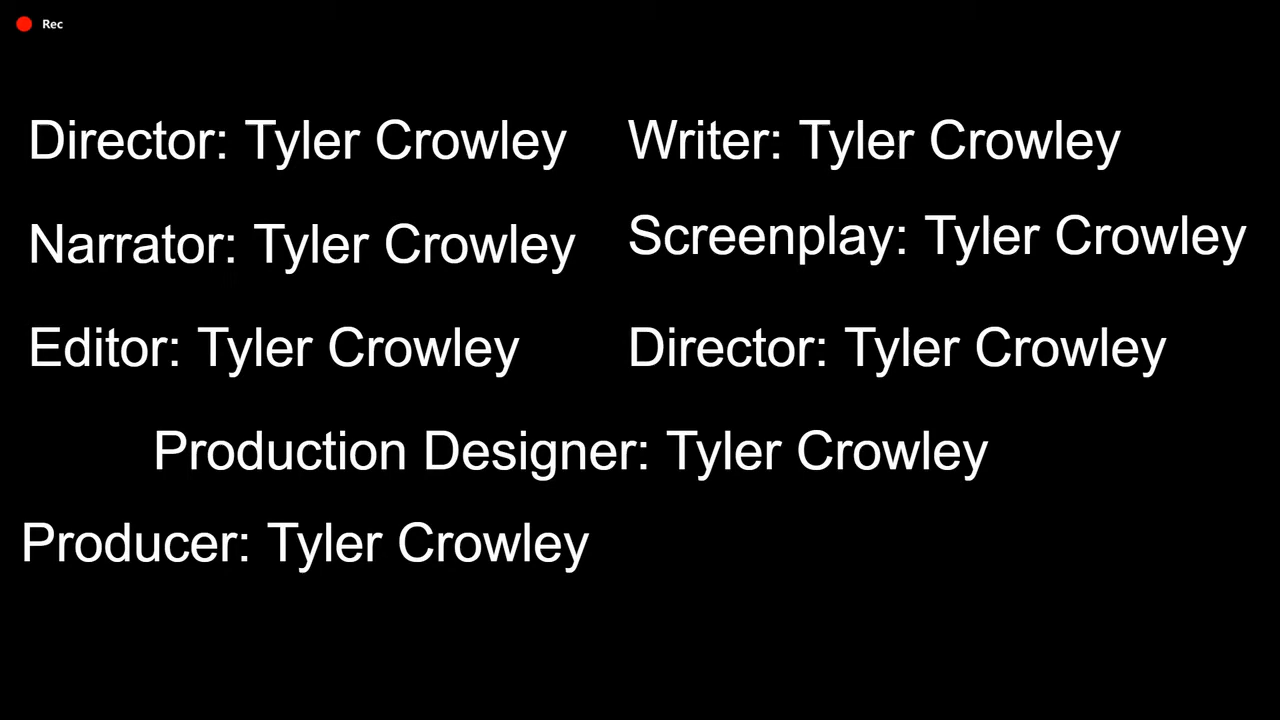 Rec
Director: Tyler Crowley
Writer: Tyler Crowley
Narrator: Tyler Crowley
Screenplay: Tyler Crowley
Editor: Tyler Crowley
Director: Tyler Crowley
Production Designer: Tyler Crowley
Producer: Tyler Crowley